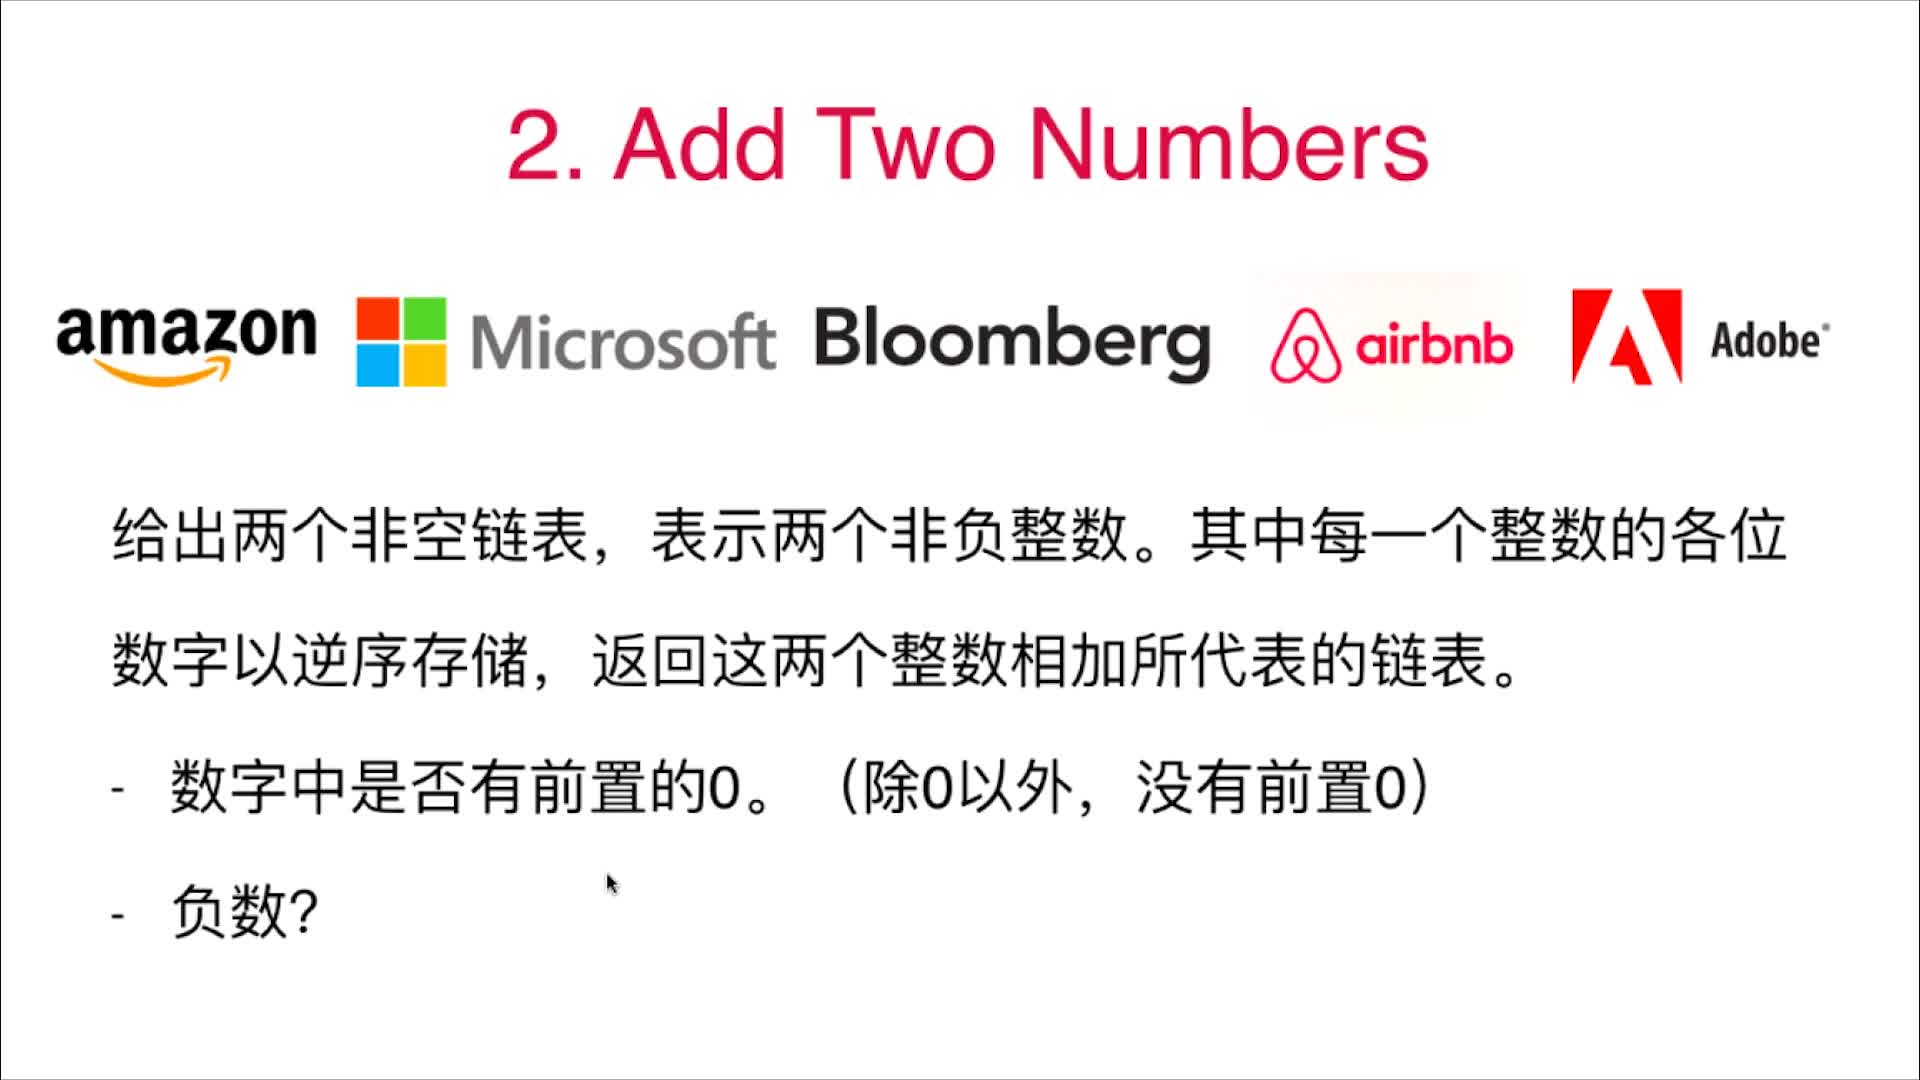 2. Add Two Numbers
amazon Microsoft Bloomberg airbnb Adobe
给出两个非空链表，表示两个非负整数。其中每一个整数的各位
数字以逆序存储，返回这两个整数相加所代表的链表。
- 数字中是否有前置的0。（除0以外，没有前置0）
- 负数?